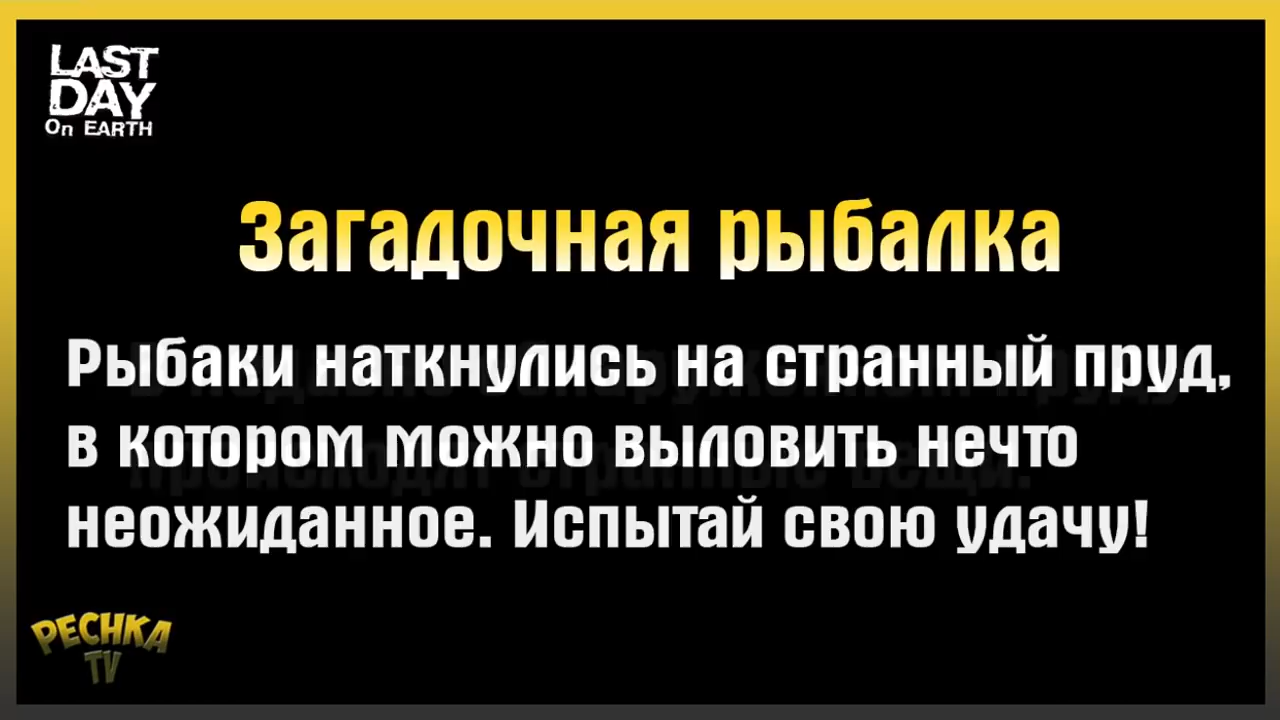 LAST
DAY
On EARTH
Загадочная рыбалка
Рыбаки наткнулись на странный пруд,
в котором можно выловить нечто
неожиданное. Испытай свою удачу!
PECHKA
TV